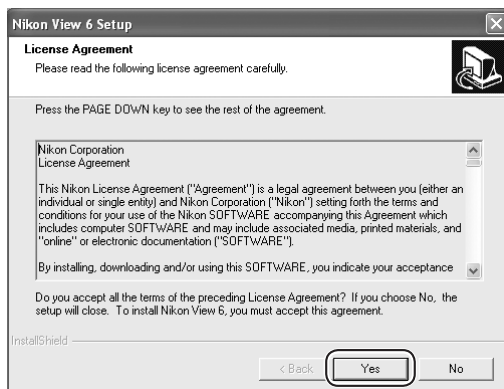 Nikon View 6 Setup
License Agreement
Please read the following license agreement carefully.
Press the PAGE DOWN key to see the rest of the agreement.
Nikon Corporation
License Agreement
This Nikon License Agreement ("Agreement") is a legal agreement between you (either an
individual or single entity) and Nikon Corporation ("Nikon") setting forth the terms and
conditions for your use of the Nikon SOFTWARE accompanying this Agreement which
includes computer SOFTWARE and may include associated media, printed materials, and
"online" or electronic documentation ("SOFTWARE").
By installing, downloading and/or using this SOFTWARE, you indicate your acceptance
Do you accept all the terms of the preceding License Agreement? If you choose No, the
setup will close. To install Nikon View 6, you must accept this agreement.
InstallShield
< Back Yes No